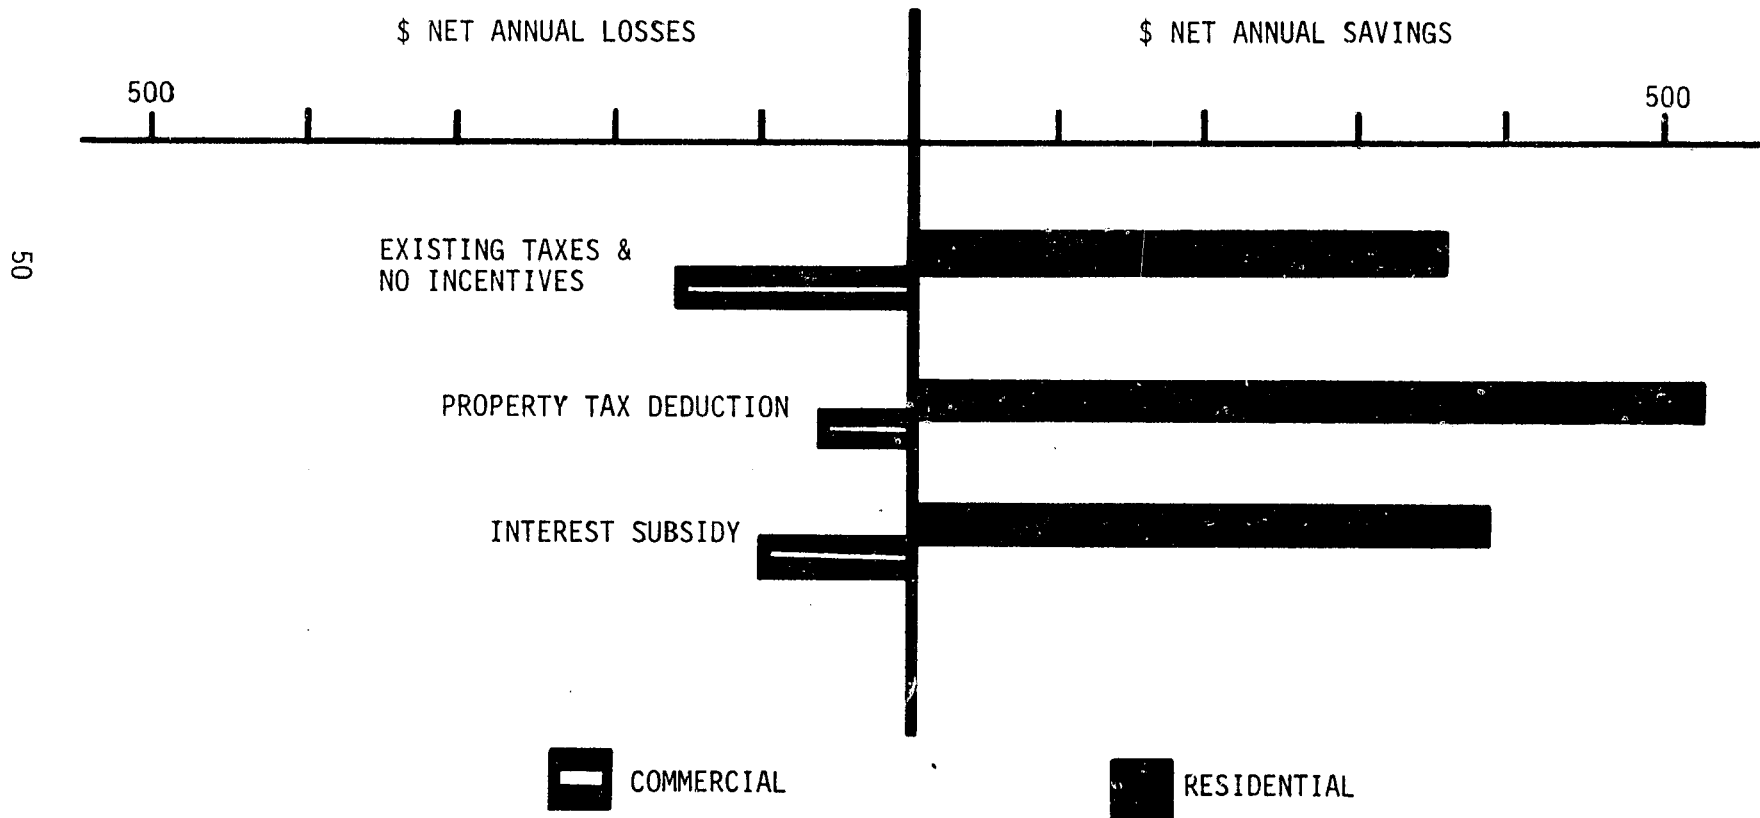 $ NET ANNUAL LOSSES
$ NET ANNUAL SAVINGS
500
500
EXISTING TAXES &
NO INCENTIVES
50
PROPERTY TAX DEDUCTION
INTEREST SUBSIDY
COMMERCIAL
RESIDENTIAL